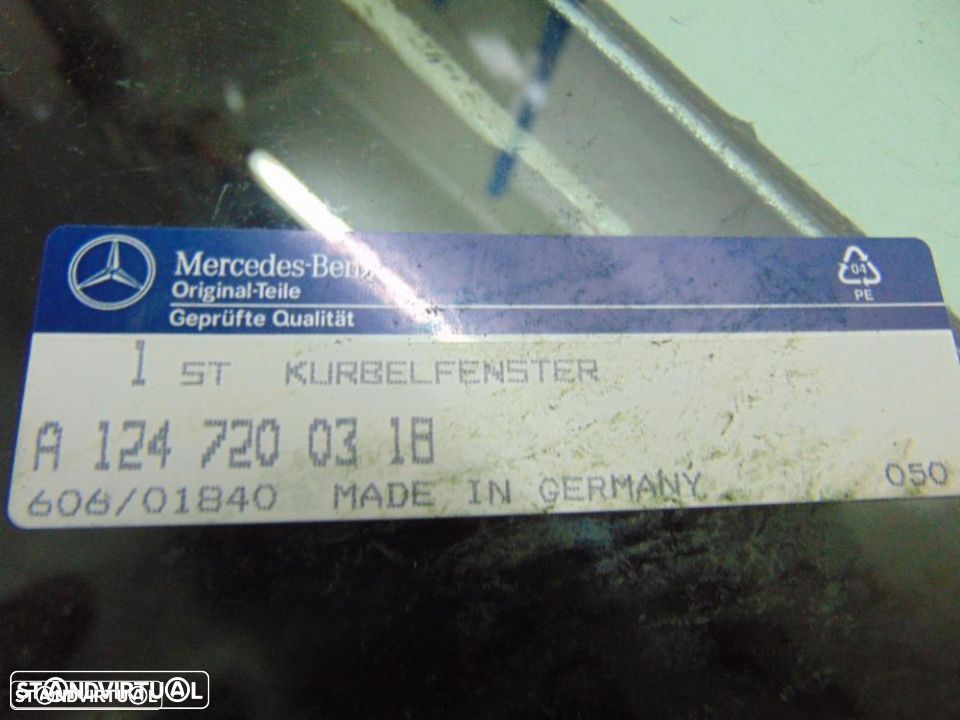 Mercedes-Benz
Original-Teile
Geprüfte Qualität
04
PE
1 ST KURBELFENSTER
A 124 720 03 18
606/01840 MADE IN GERMANY 050
STANDVIRTUAL
STANDVIRTUAL